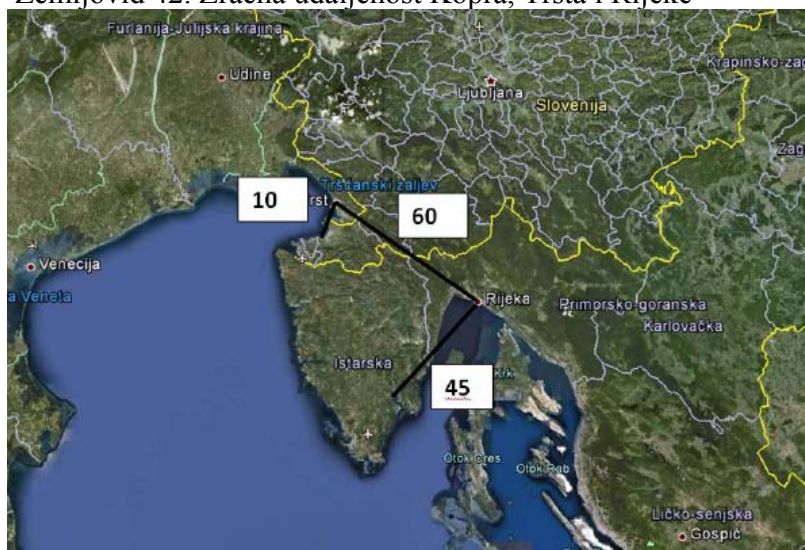 Zemljovid 42. Zračna udaljenost Kopra, Trsta i Rijeke
Furlanija-Julijska krajina
Udine
Ljubljana
Krapinsko-zag
Slovenija
Zag
Tršćanski zaljev
10
rst
60
Venecija
a Veneta
Rijeka
Primorsko-goranska
Karlovačka
Istarska
45
Krk
Otok Cres
Otok Rab
Ličko-senjska
Gospić